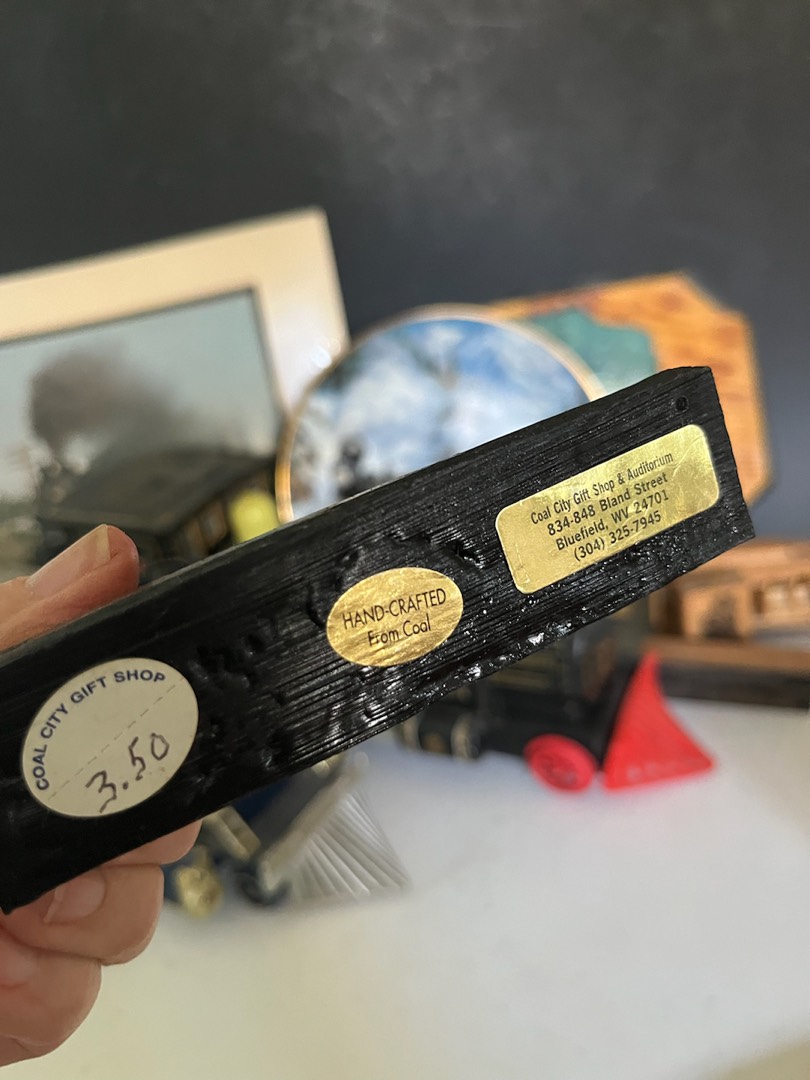 COAL CITY GIFT SHOP
3.50
HAND-CRAFTED
From Coal
Coal City Gift Shop & Auditorium
834-848 Bland Street
Bluefield, WV 24701
(304) 325-7945